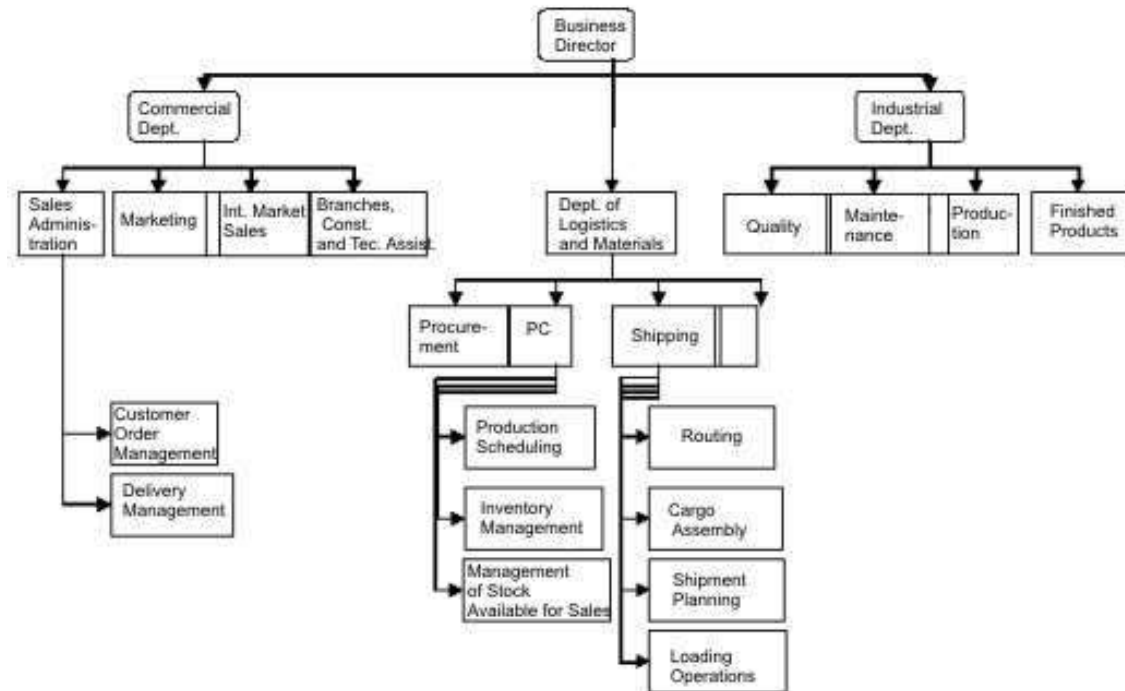 Business
Director
Commercial
Dept.
Industrial
Dept.
Sales
Adminis-
tration
Marketing
Int. Market
Sales
Branches,
Const.
and Tec. Assist.
Dept. of
Logistics
and Materials
Quality
Mainte-
nance
Produc-
tion
Finished
Products
Procure-
ment
PC
Shipping
Customer
Order
Management
Delivery
Management
Production
Scheduling
Inventory
Management
Management
of Stock
Available for Sales
Routing
Cargo
Assembly
Shipment
Planning
Loading
Operations